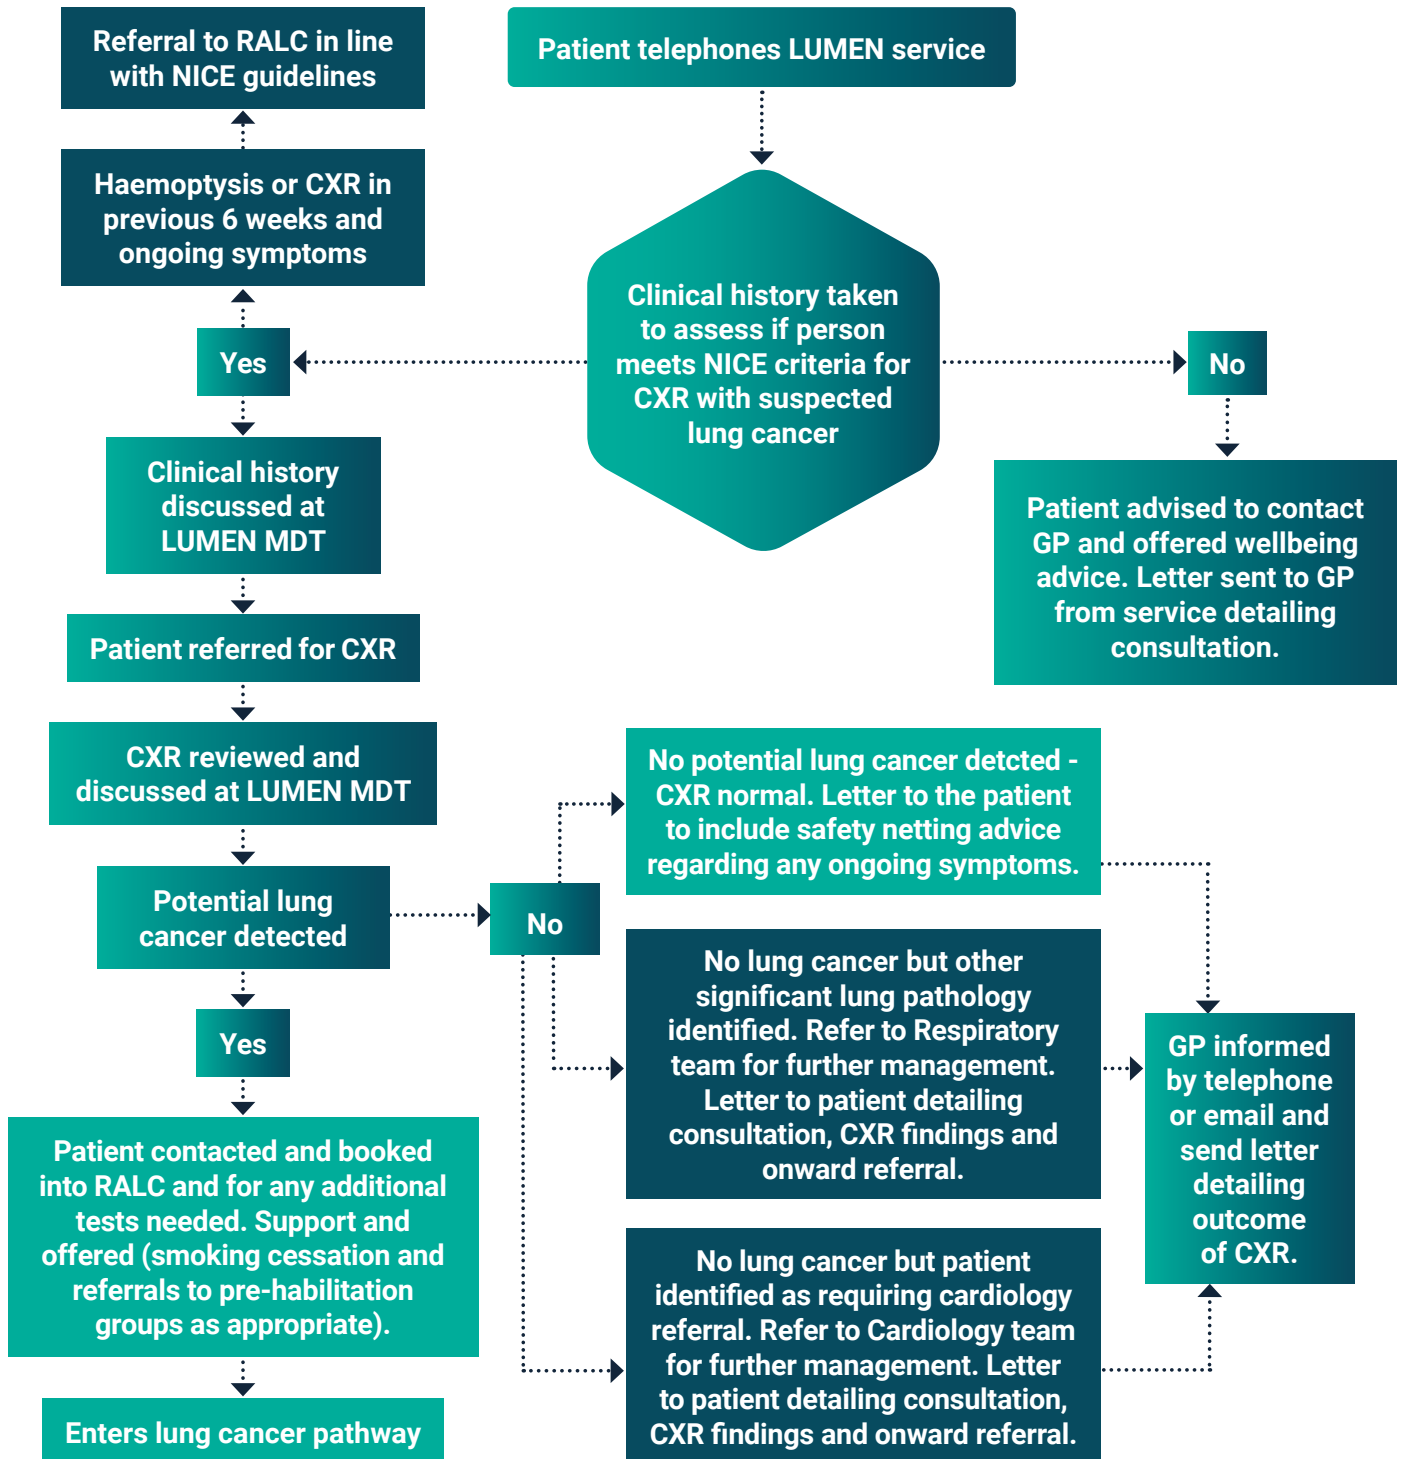 Patient telephones LUMEN service
Clinical history taken
to assess if person
meets NICE criteria for
CXR with suspected
lung cancer
No
Patient advised to contact
GP and offered wellbeing
advice. Letter sent to GP
from service detailing
consultation.
Yes
Haemoptysis or CXR in
previous 6 weeks and
ongoing symptoms
Referral to RALC in line
with NICE guidelines
Clinical history
discussed at
LUMEN MDT
Patient referred for CXR
CXR reviewed and
discussed at LUMEN MDT
Potential lung
cancer detected
Yes
Patient contacted and booked
into RALC and for any additional
tests needed. Support and
offered (smoking cessation and
referrals to pre-habilitation
groups as appropriate).
Enters lung cancer pathway
No
No potential lung cancer detcted -
CXR normal. Letter to the patient
to include safety netting advice
regarding any ongoing symptoms.
No lung cancer but other
significant lung pathology
identified. Refer to Respiratory
team for further management.
Letter to patient detailing
consultation, CXR findings and
onward referral.
No lung cancer but patient
identified as requiring cardiology
referral. Refer to Cardiology team
for further management. Letter
to patient detailing consultation,
CXR findings and onward referral.
GP informed
by telephone
or email and
send letter
detailing
outcome
of CXR.